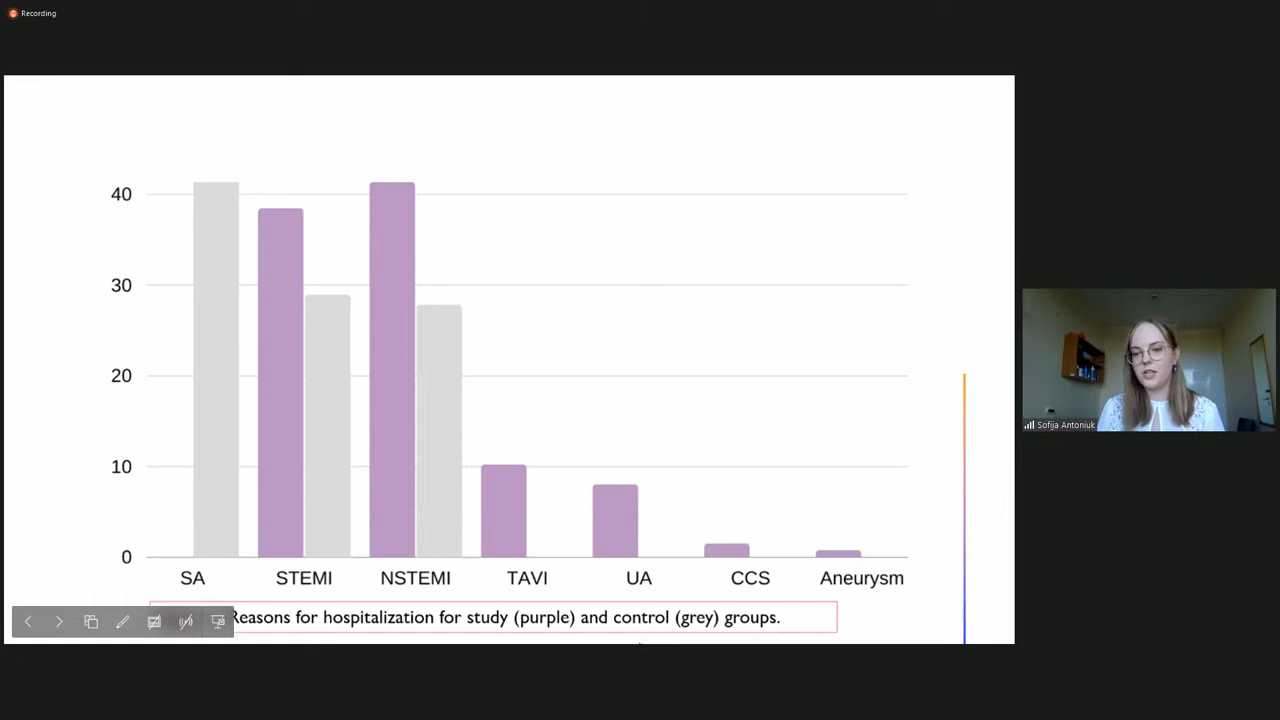 Recording
40
30
20
10
0
SA STEMI NSTEMI TAVI UA CCS Aneurysm
Reasons for hospitalization for study (purple) and control (grey) groups.
Sofija Antoniuk